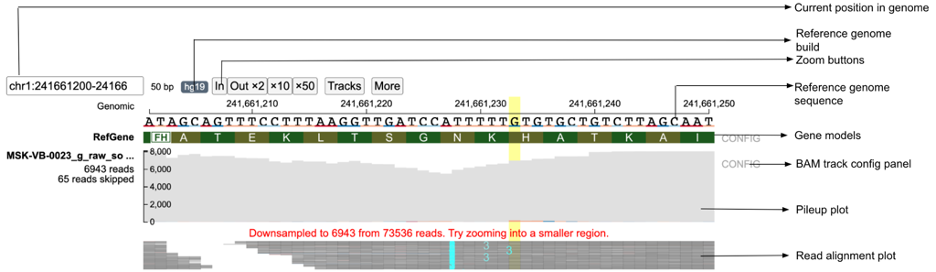 Current position in genome
Reference genome
build
Zoom buttons
chr1:241661200-24166 50 bp hg19 In Out ×2 ×10 ×50 Tracks More
Reference genome
sequence
Genomic 241,661,210 241,661,220 241,661,230 241,661,240 241,661,250
ATAGCAGTTTCCTTTAAGGTTGATCCATTTTTGTGTGCTGTCTTAGCAAT
RefGene FH A T E K L T S G N K H A T K A I CONFIG Gene models
MSK-VB-0023_g_raw_so ... 8,000 CONFIG BAM track config panel
6943 reads
65 reads skipped
6,000
4,000
2,000
0
Pileup plot
Downsampled to 6943 from 73536 reads. Try zooming into a smaller region.
3
3
3
Read alignment plot